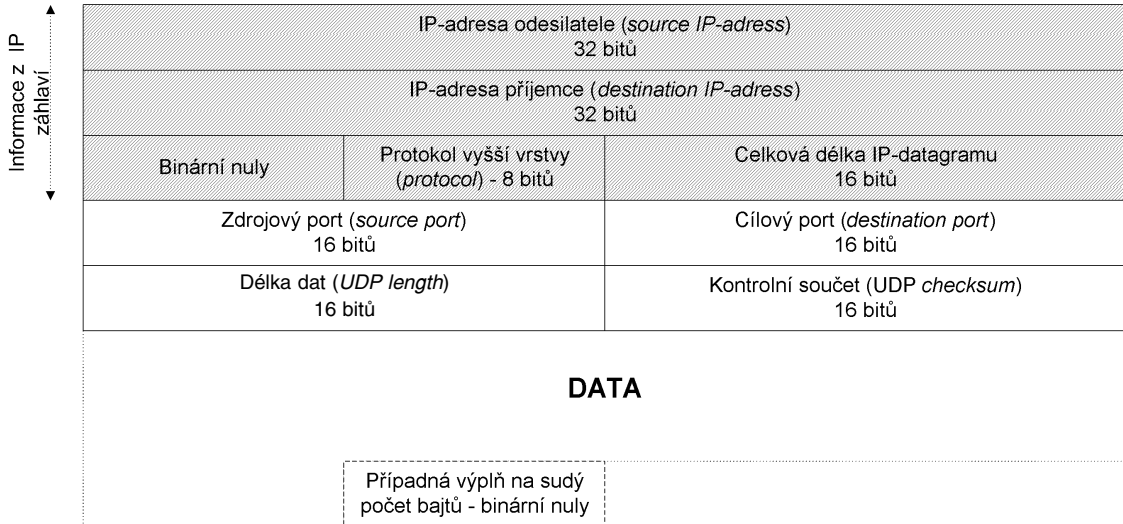 Informace z IP
záhlaví
IP-adresa odesilatele (source IP-adress)
32 bitů
IP-adresa příjemce (destination IP-adress)
32 bitů
Binární nuly
Protokol vyšší vrstvy
(protocol) - 8 bitů
Celková délka IP-datagramu
16 bitů
Zdrojový port (source port)
16 bitů
Cílový port (destination port)
16 bitů
Délka dat (UDP length)
16 bitů
Kontrolní součet (UDP checksum)
16 bitů
DATA
Případná výplň na sudý
počet bajtů - binární nuly